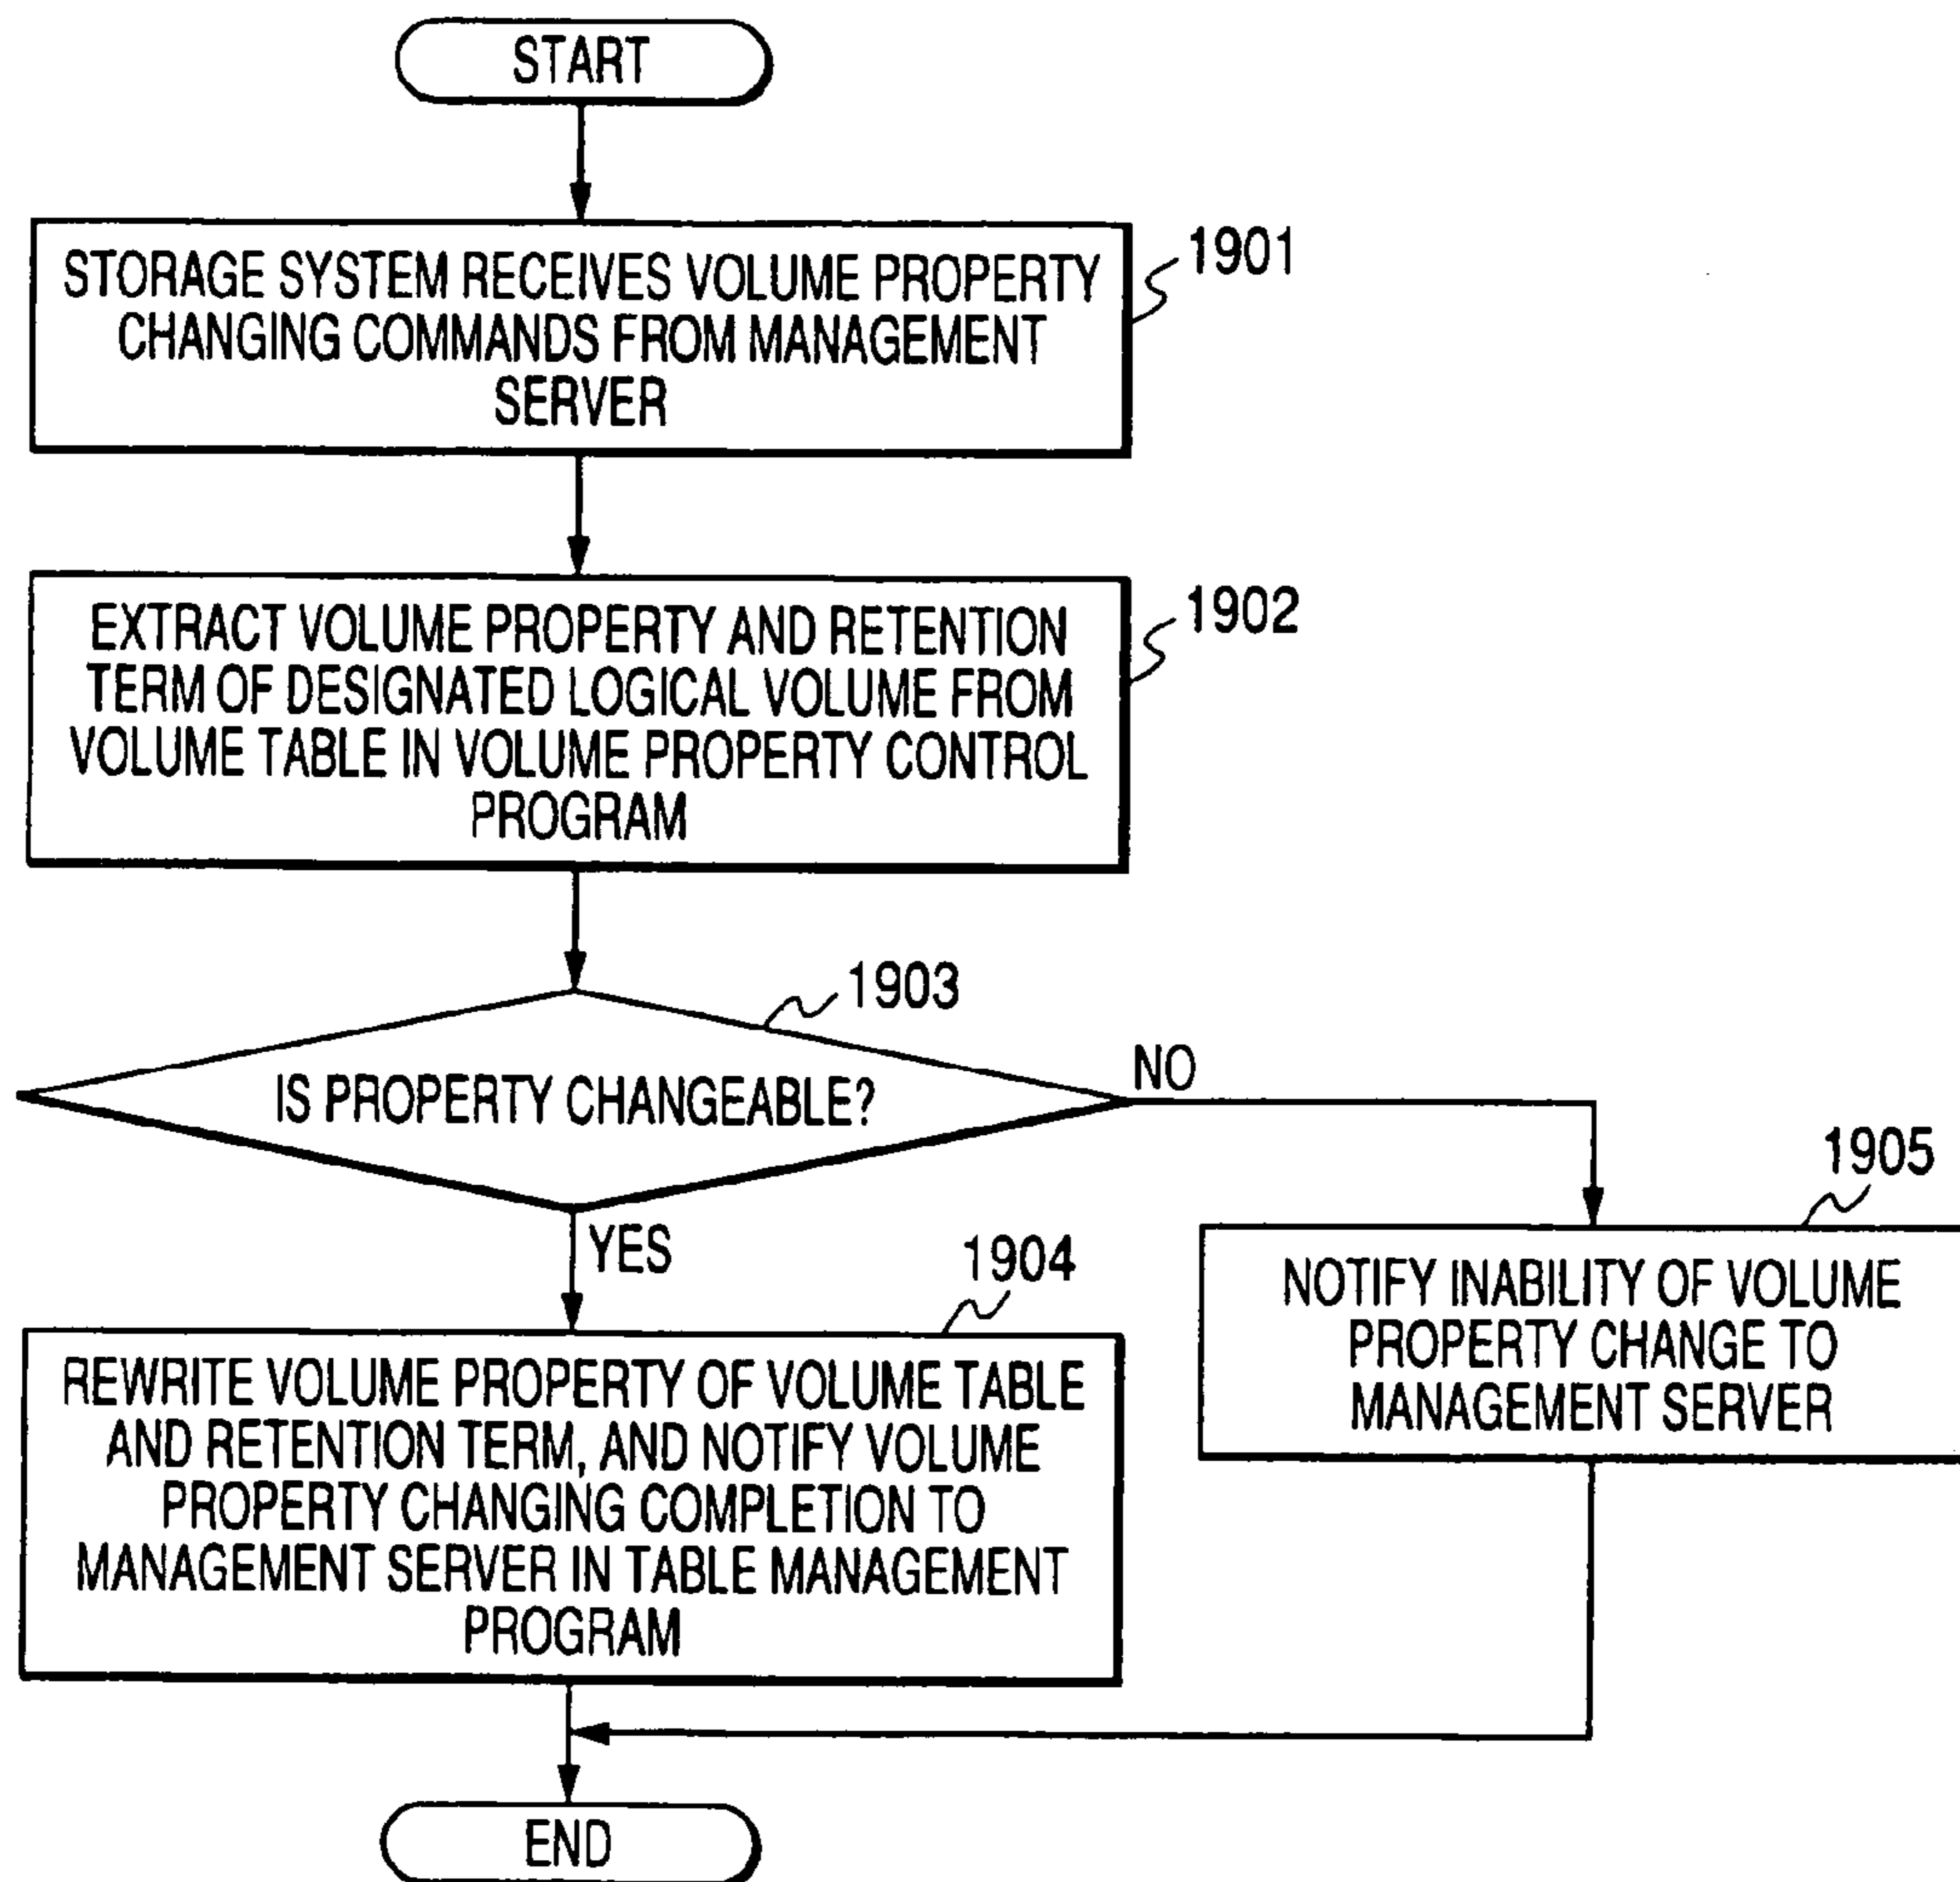 START
1901
STORAGE SYSTEM RECEIVES VOLUME PROPERTY
CHANGING COMMANDS FROM MANAGEMENT
SERVER
1902
EXTRACT VOLUME PROPERTY AND RETENTION
TERM OF DESIGNATED LOGICAL VOLUME FROM
VOLUME TABLE IN VOLUME PROPERTY CONTROL
PROGRAM
1903
IS PROPERTY CHANGEABLE?
NO
YES
1904
REWRITE VOLUME PROPERTY OF VOLUME TABLE
AND RETENTION TERM, AND NOTIFY VOLUME
PROPERTY CHANGING COMPLETION TO
MANAGEMENT SERVER IN TABLE MANAGEMENT
PROGRAM
1905
NOTIFY INABILITY OF VOLUME
PROPERTY CHANGE TO
MANAGEMENT SERVER
END